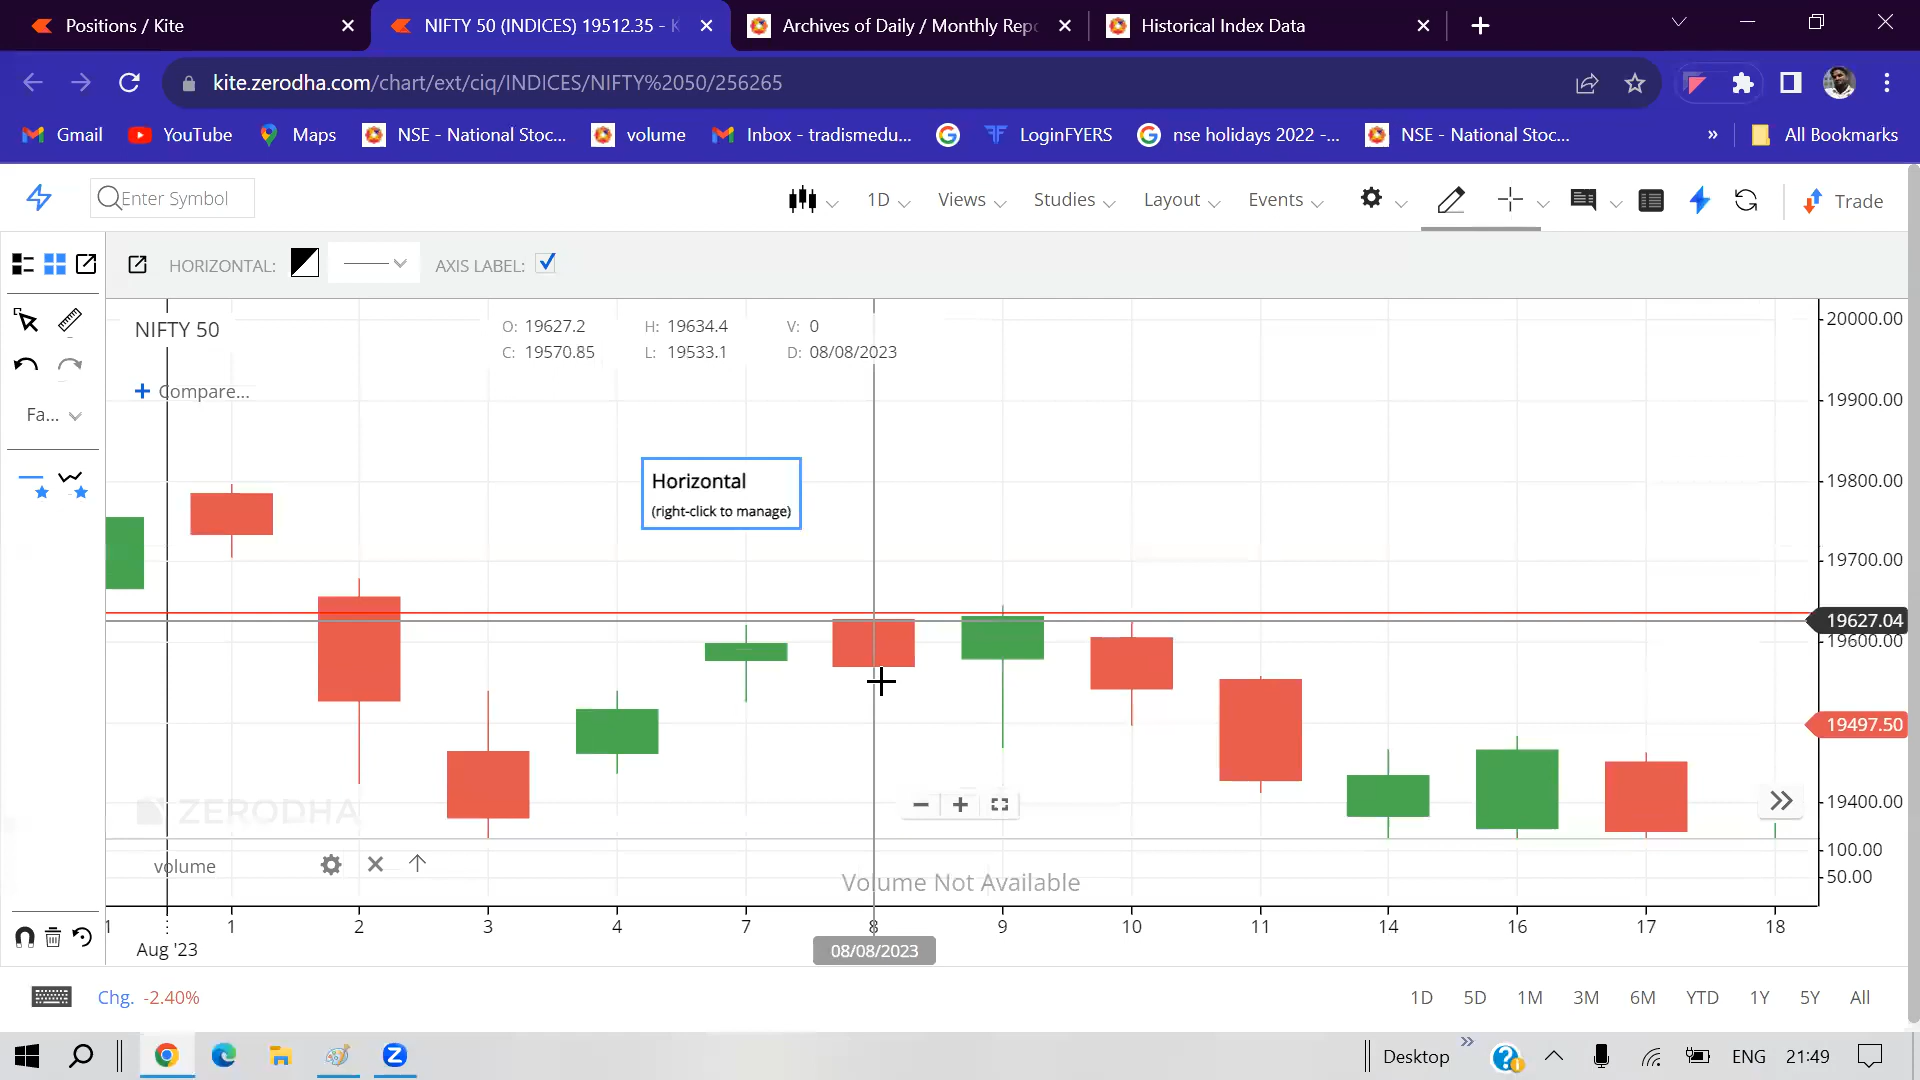 Positions / Kite
NIFTY 50 (INDICES) 19512.35 - K
Archives of Daily / Monthly Repo
Historical Index Data
kite.zerodha.com/chart/ext/ciq/INDICES/NIFTY%2050/256265
Gmail
YouTube
Maps
NSE - National Stoc...
volume
Inbox - tradismedu...
LoginFYERS
nse holidays 2022 -...
NSE - National Stoc...
»
All Bookmarks
Enter Symbol
1D
Views
Studies
Layout
Events
Trade
HORIZONTAL:
AXIS LABEL:
NIFTY 50
O: 19627.2
H: 19634.4
V: 0
C: 19570.85
L: 19533.1
D: 08/08/2023
+ Compare...
Fa...
Horizontal
(right-click to manage)
20000.00
19900.00
19800.00
19700.00
19627.04
19600.00
19497.50
19400.00
100.00
50.00
ZERODHA
volume
Volume Not Available
1
1
2
3
4
7
8
9
10
11
14
16
17
18
Aug '23
08/08/2023
Chg. -2.40%
1D
5D
1M
3M
6M
YTD
1Y
5Y
All
Desktop
»
ENG
21:49